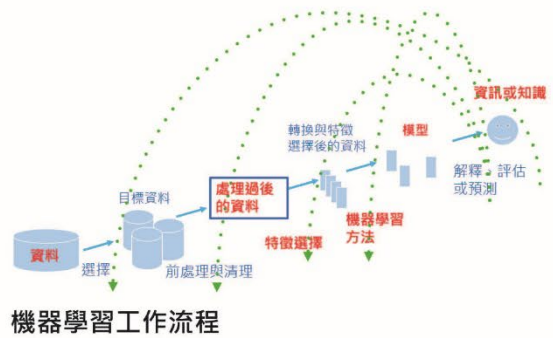 資訊或知識
模型
轉換與特徵
選擇後的資料
解釋，評估
或預測
處理過後
的資料
目標資料
機器學習
方法
特徵選擇
資料
選擇
前處理與清理
機器學習工作流程